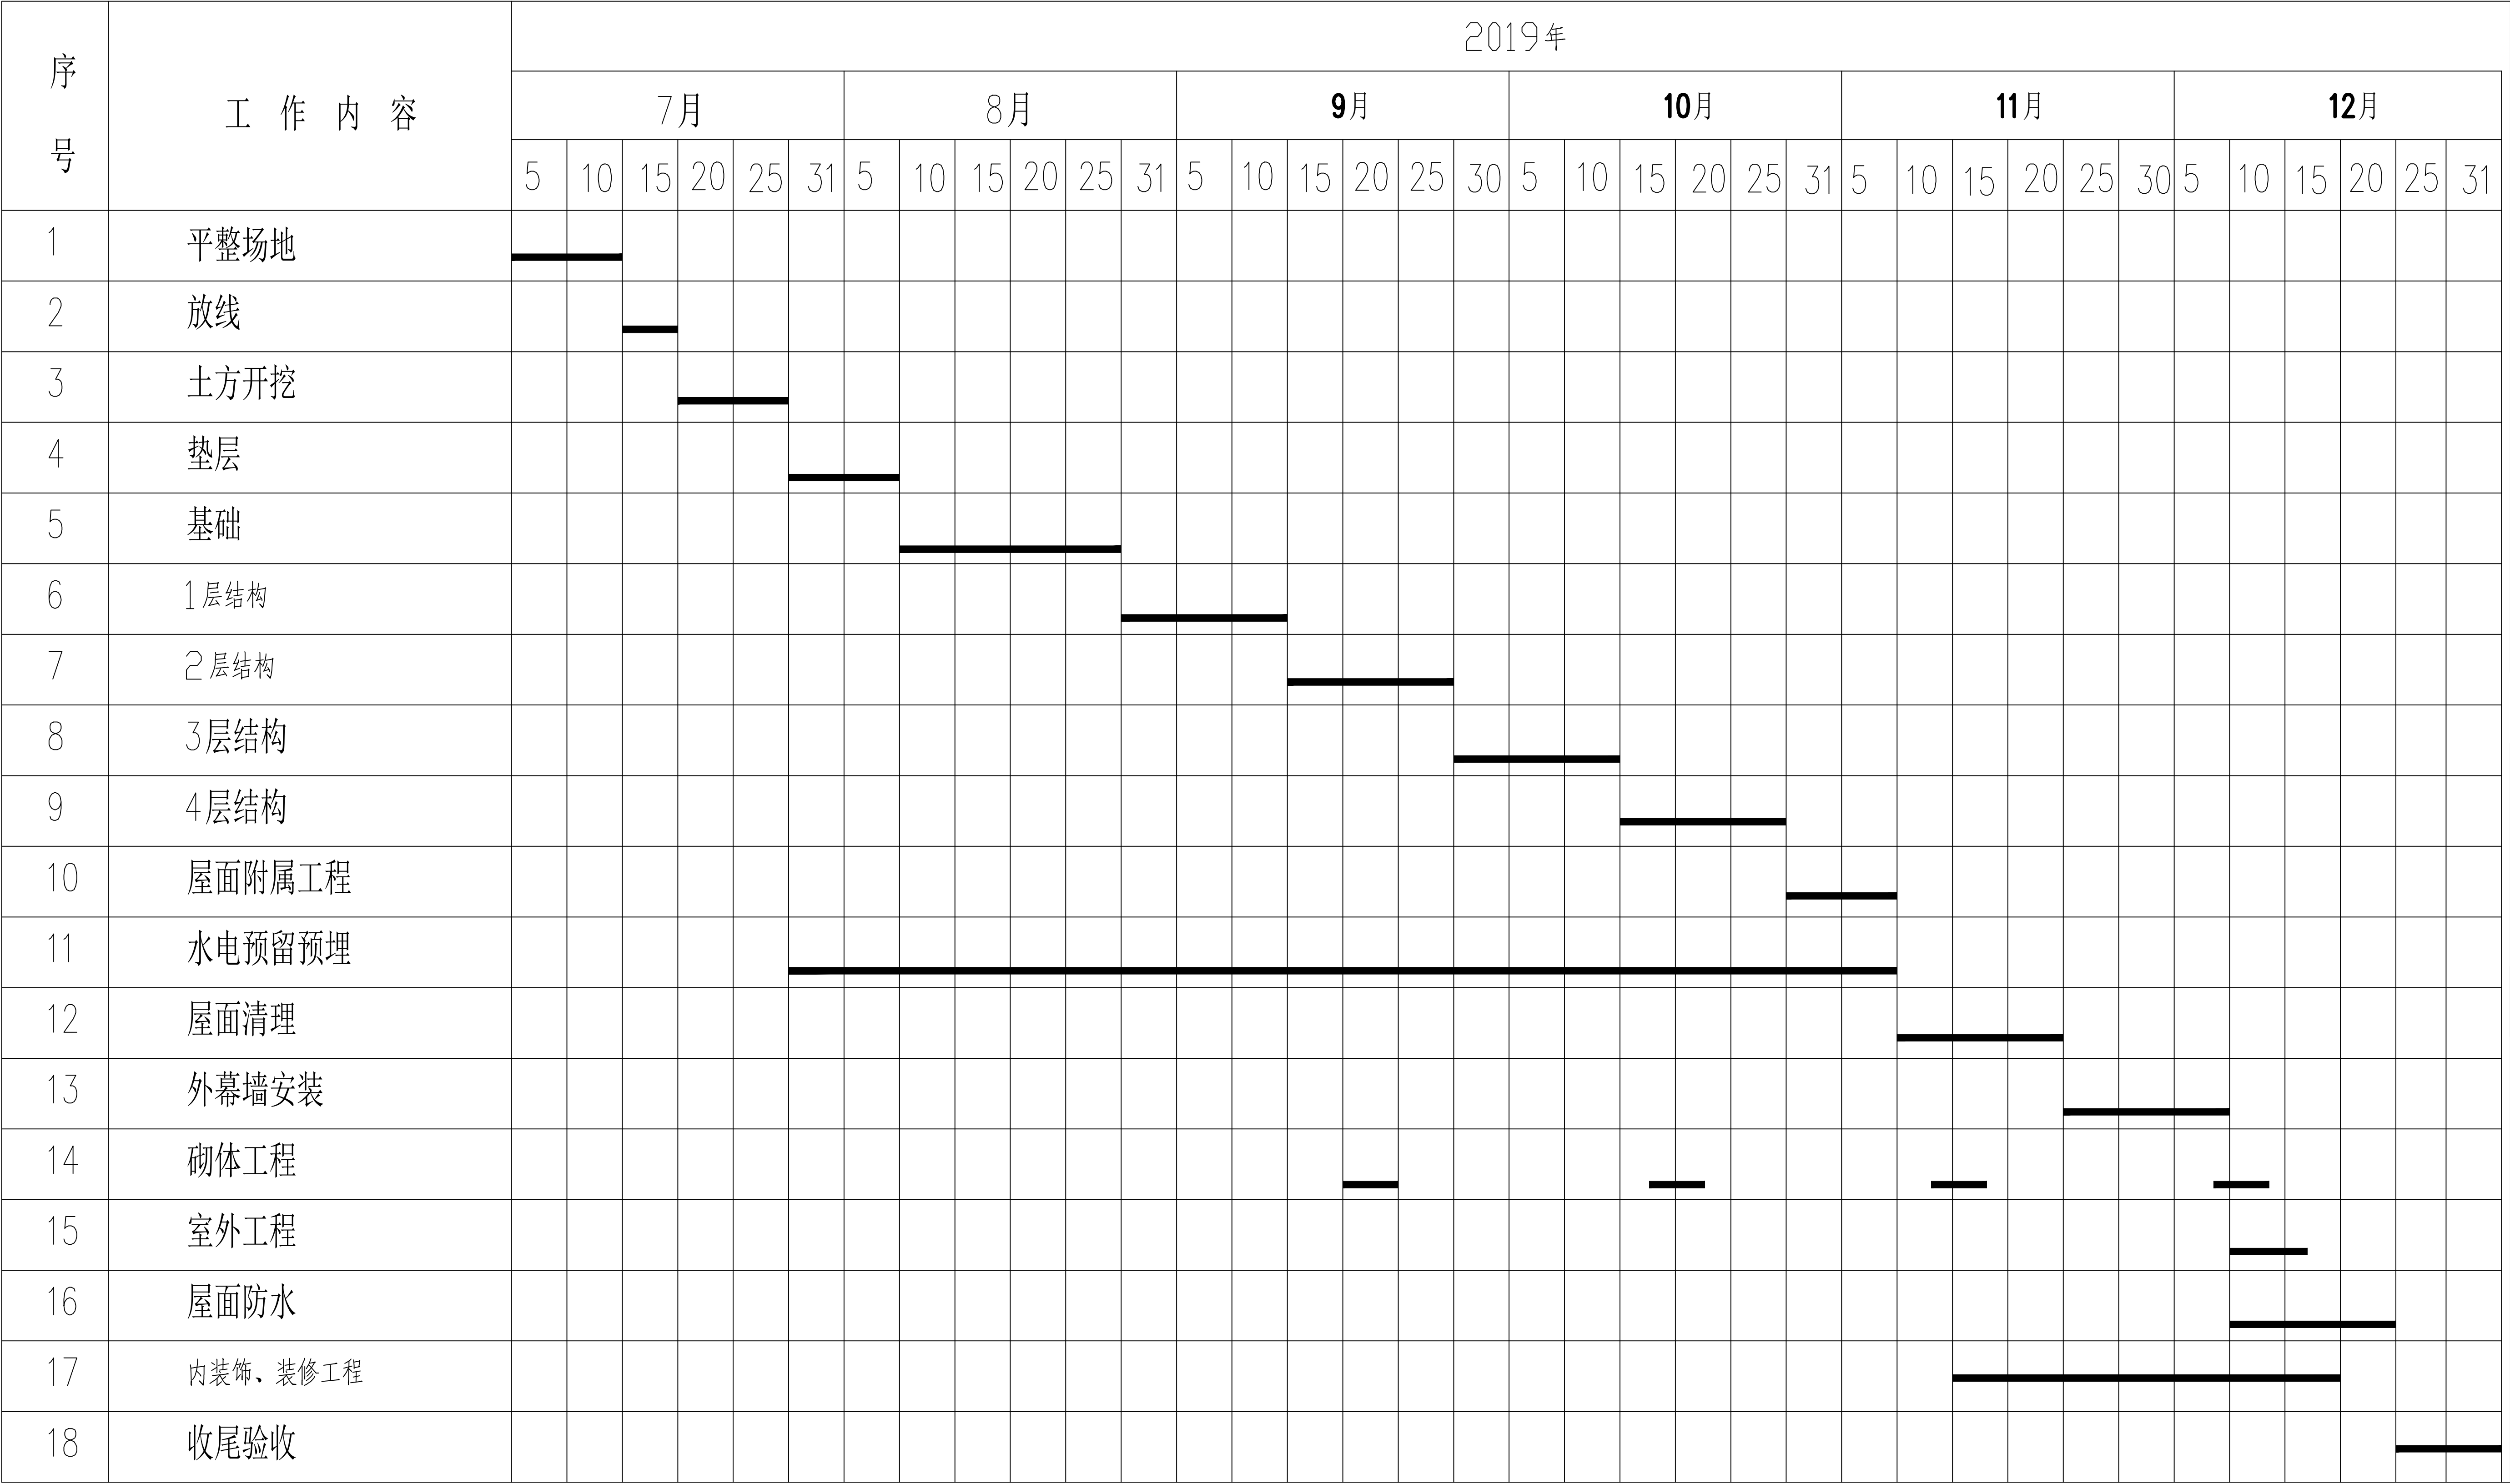 2019年
序号 工作内容
7月 8月 9月 10月 11月 12月
5 10 15 20 25 31 5 10 15 20 25 31 5 10 15 20 25 30 5 10 15 20 25 31 5 10 15 20 25 30 5 10 15 20 25 31
1 平整场地
2 放线
3 土方开挖
4 垫层
5 基础
6 1层结构
7 2层结构
8 3层结构
9 4层结构
10 屋面附属工程
11 水电预留预埋
12 屋面清理
13 外幕墙安装
14 砌体工程
15 室外工程
16 屋面防水
17 内装饰、装修工程
18 收尾验收